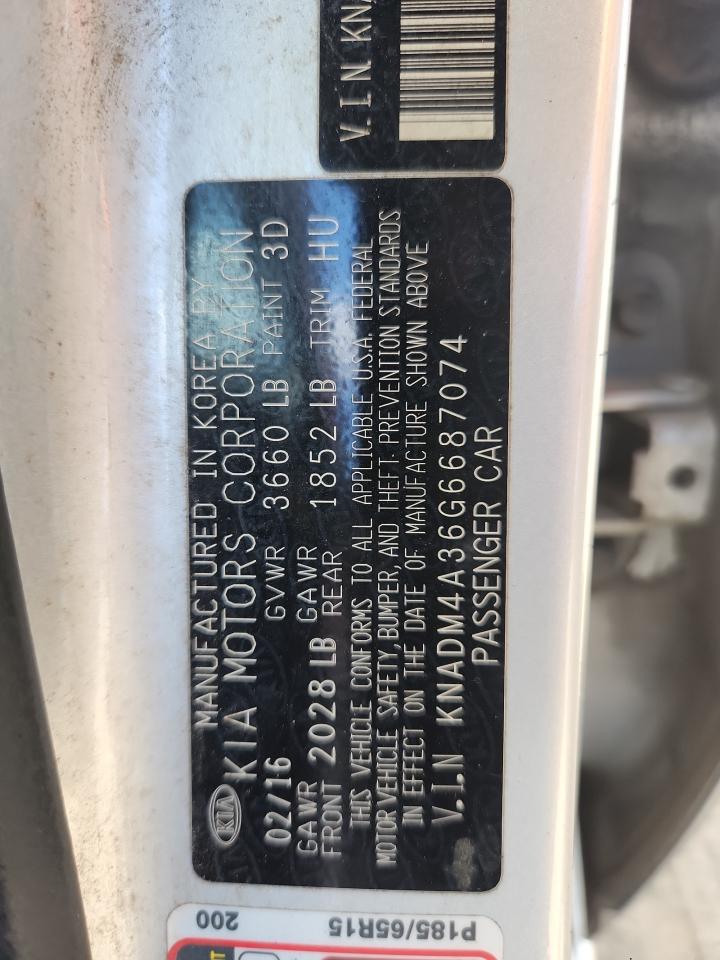 V.I.N KNA
KIA
MANUFACTURED IN KOREA BY
KIA MOTORS CORPORATION
02/16 GVWR 3660 LB PAINT 3D
GAWR FRONT 2028 LB GAWR REAR 1852 LB TRIM HU
THIS VEHICLE CONFORMS TO ALL APPLICABLE U.S.A. FEDERAL
MOTOR VEHICLE SAFETY, BUMPER, AND THEFT PREVENTION STANDARDS
IN EFFECT ON THE DATE OF MANUFACTURE SHOWN ABOVE
V.I.N KNADM4A36G6687074
PASSENGER CAR
P185/65R15
200